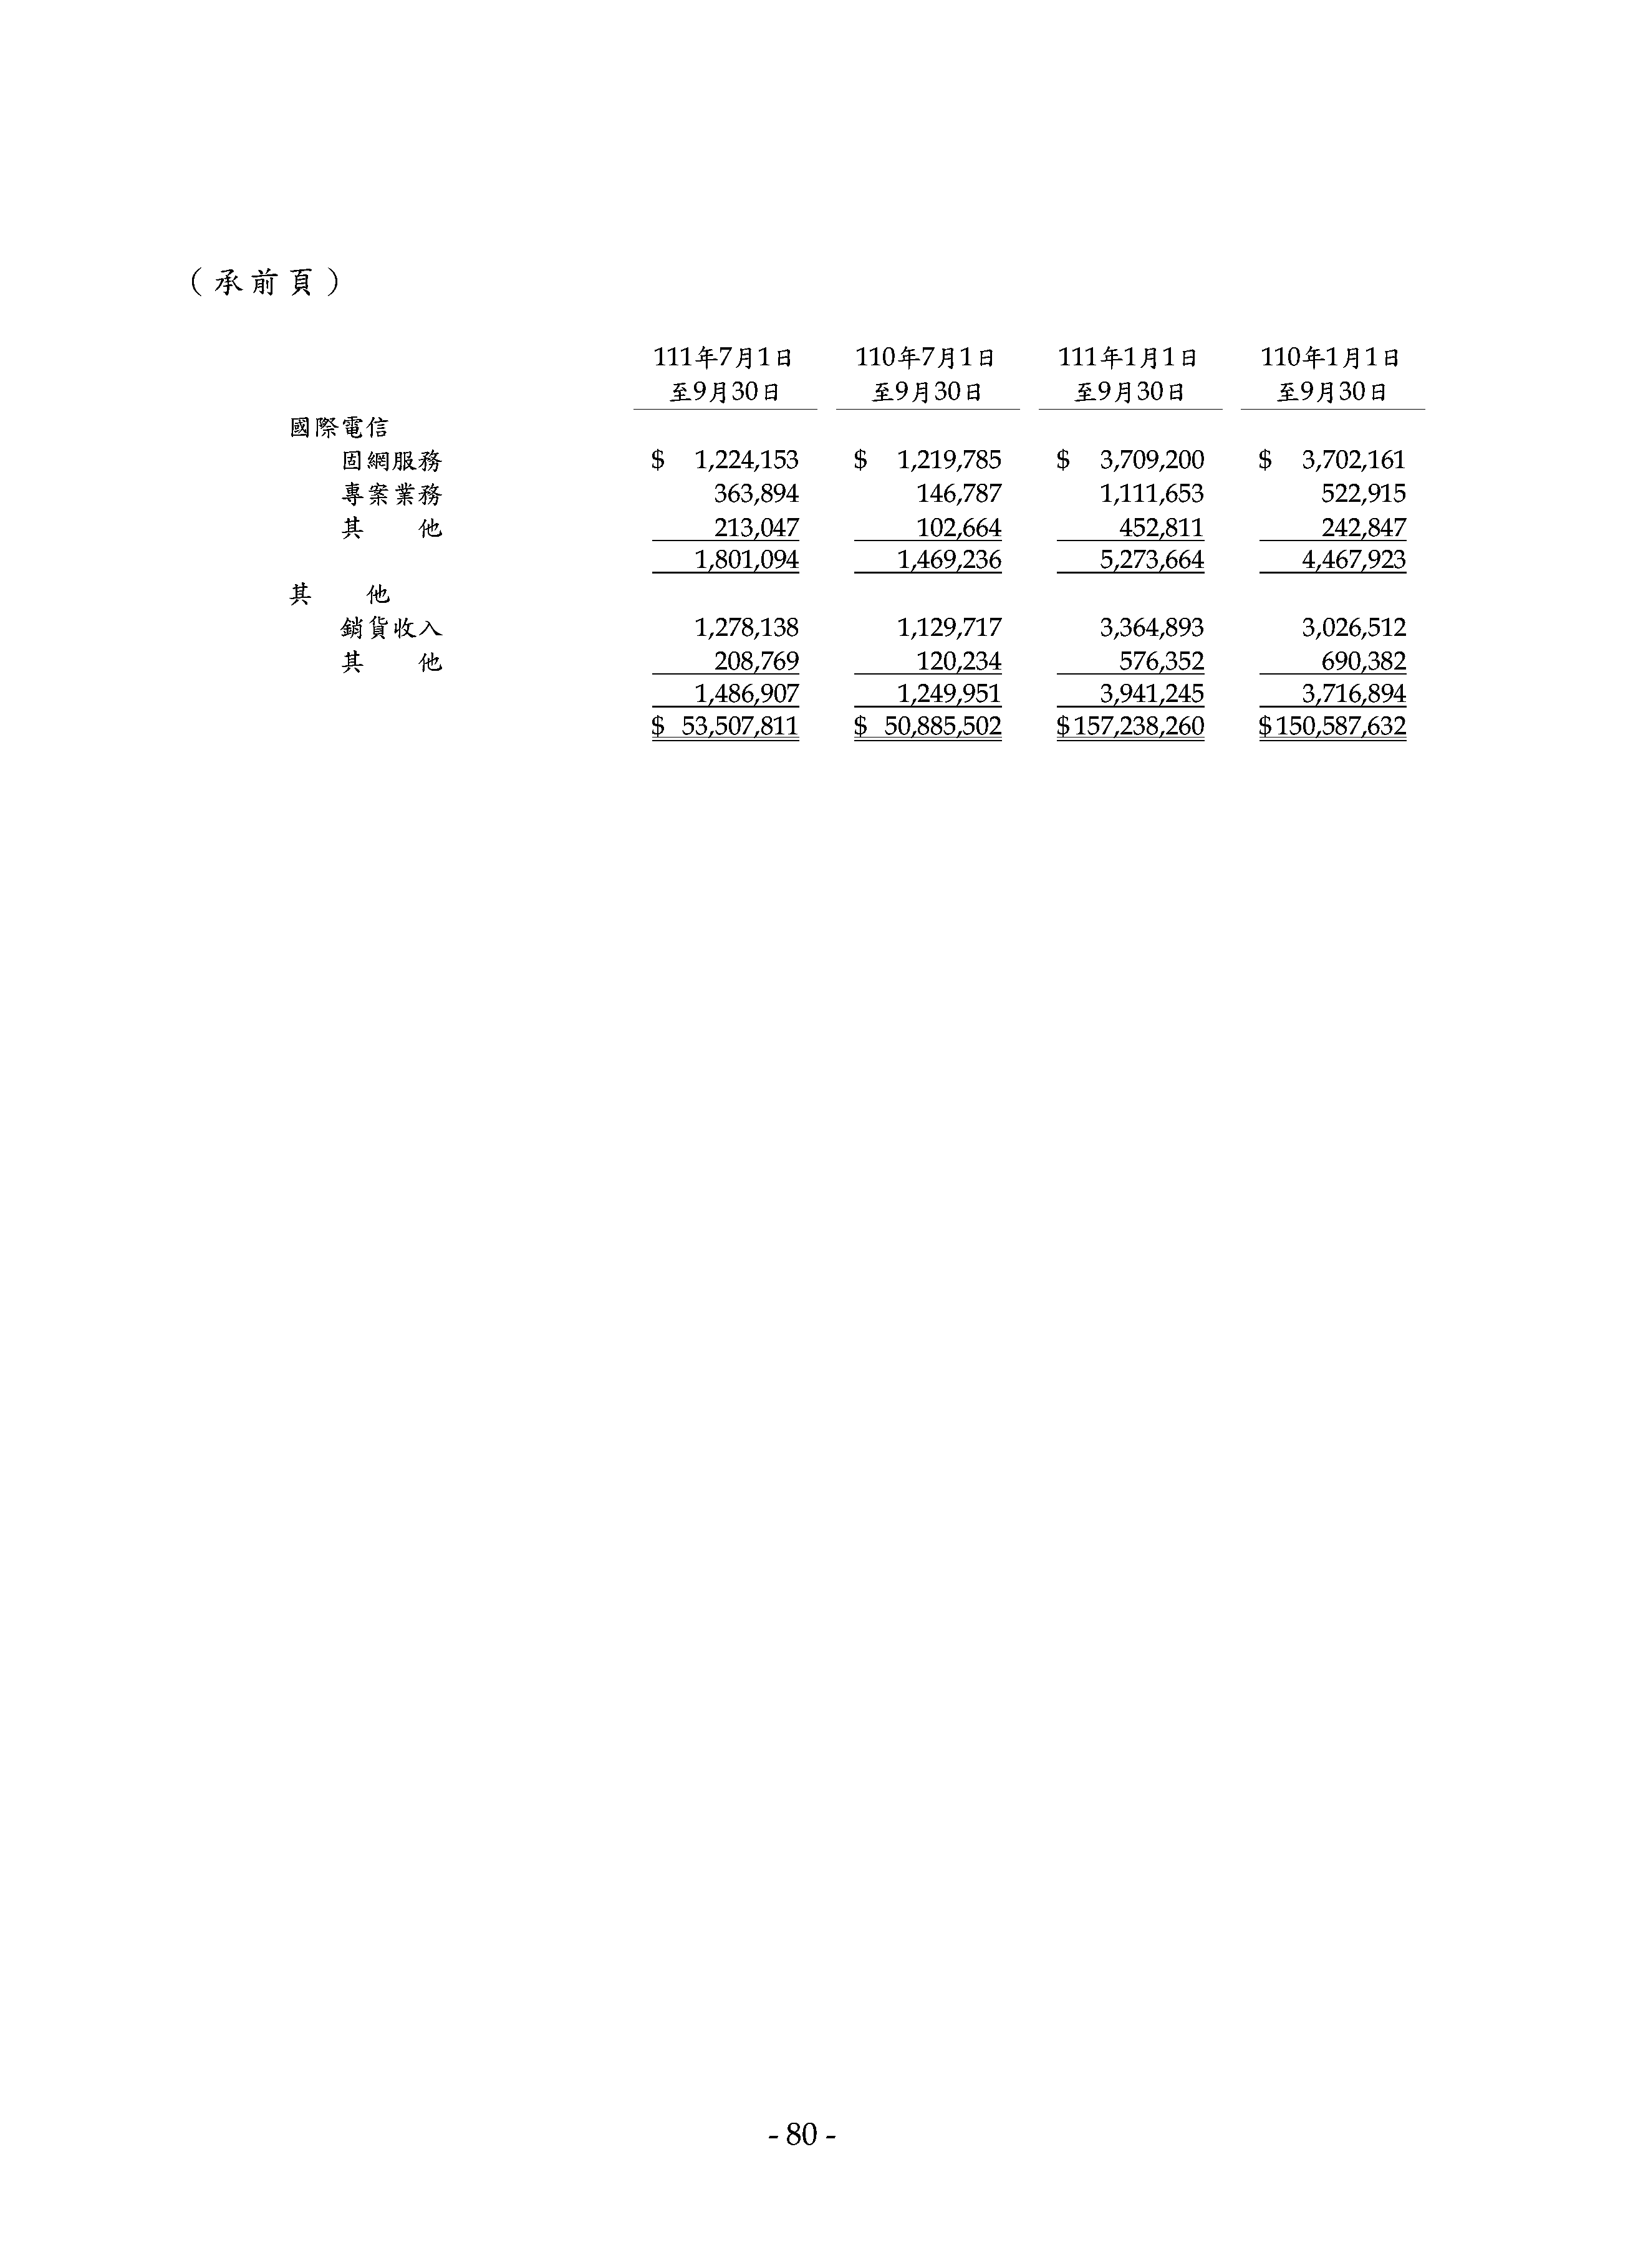 （承前頁）
111年7月1日 110年7月1日 111年1月1日 110年1月1日
至9月30日 至9月30日 至9月30日 至9月30日
國際電信
固網服務 $ 1,224,153 $ 1,219,785 $ 3,709,200 $ 3,702,161
專案業務 363,894 146,787 1,111,653 522,915
其　　他 213,047 102,664 452,811 242,847
1,801,094 1,469,236 5,273,664 4,467,923
其　　他
銷貨收入 1,278,138 1,129,717 3,364,893 3,026,512
其　　他 208,769 120,234 576,352 690,382
1,486,907 1,249,951 3,941,245 3,716,894
$ 53,507,811 $ 50,885,502 $157,238,260 $150,587,632
- 80 -